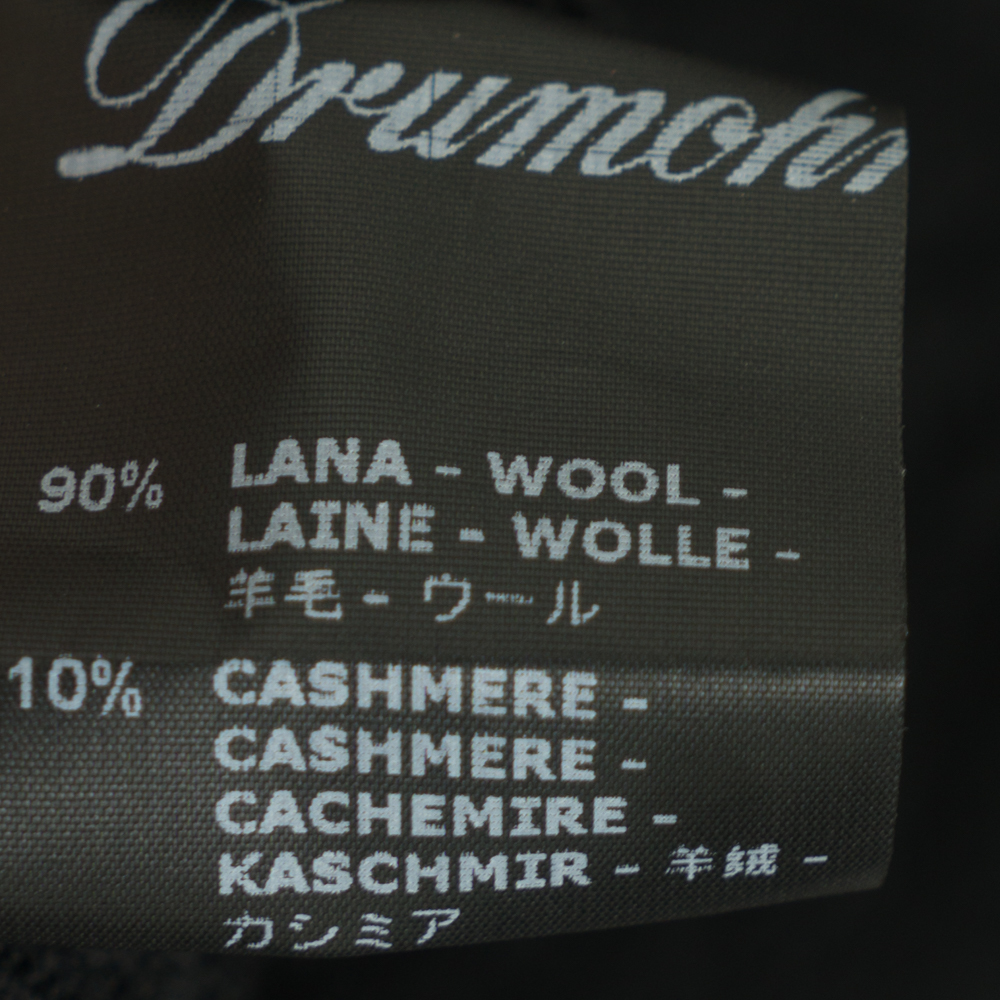 Drumohr
90% LANA - WOOL -
LAINE - WOLLE -
羊毛 - ウール
10% CASHMERE -
CASHMERE -
CACHEMIRE -
KASCHMIR - 羊绒 -
カシミア